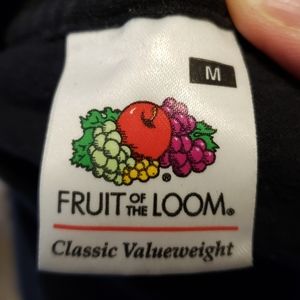 M
®
FRUIT OF THE LOOM®
Classic Valueweight